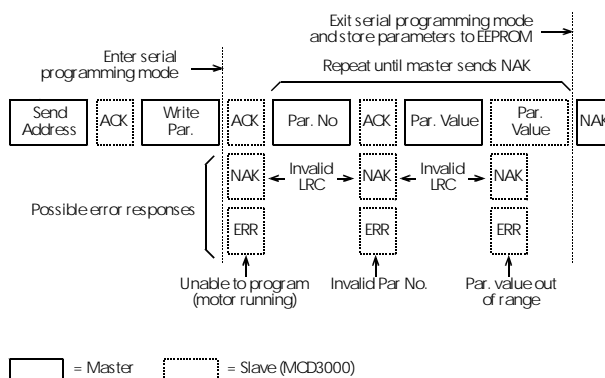 Exit serial programming mode
and store parameters to EEPROM
Enter serial
programming mode
Repeat until master sends NAK
Send
Address
ACK
Write
Par.
ACK
Par. No
ACK
Par. Value
Par.
Value
NAK
NAK
Invalid
LRC
NAK
Invalid
LRC
NAK
Possible error responses
ERR
ERR
ERR
Unable to program
(motor running)
Invalid Par No.
Par. value out
of range
= Master
= Slave (MCD3000)